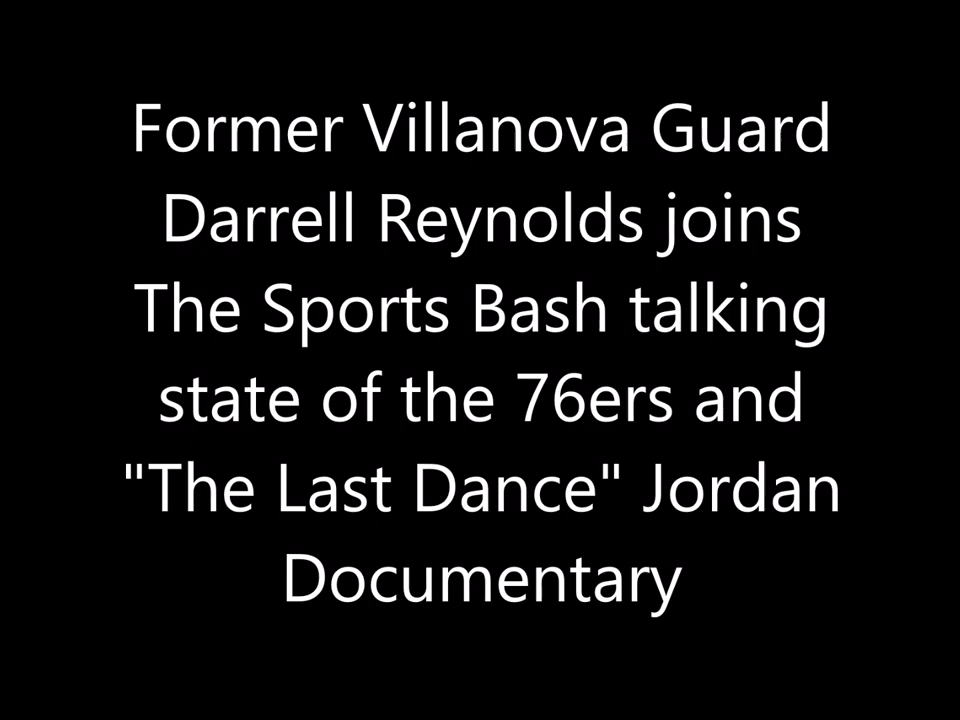 Former Villanova Guard
Darrell Reynolds joins
The Sports Bash talking
state of the 76ers and
"The Last Dance" Jordan
Documentary